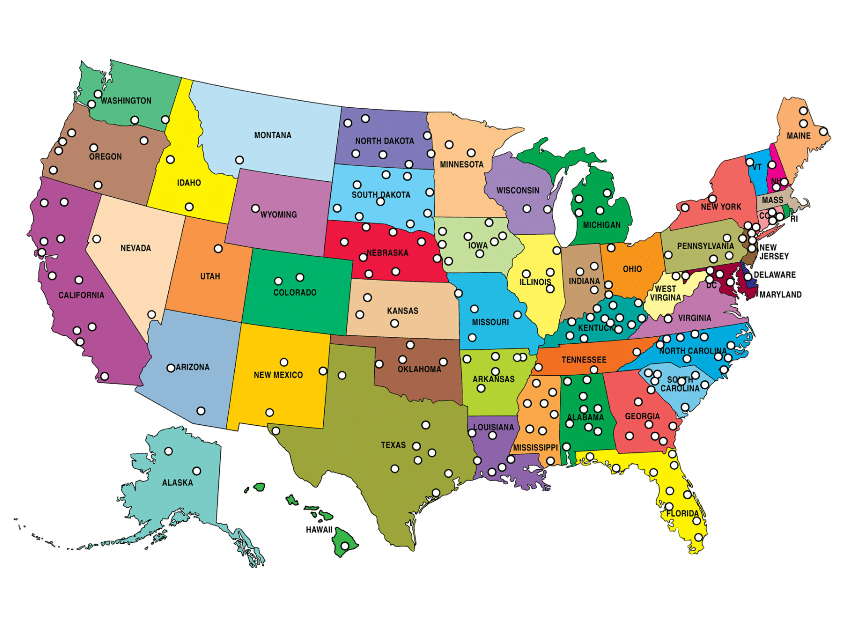 WASHINGTON
MONTANA
NORTH DAKOTA
MINNESOTA
MAINE
OREGON
IDAHO
WYOMING
SOUTH DAKOTA
WISCONSIN
MICHIGAN
VT
NH
NEW YORK
MASS
RI
NEVADA
UTAH
NEBRASKA
IOWA
PENNSYLVANIA
NEW
JERSEY
CALIFORNIA
COLORADO
ILLINOIS
INDIANA
OHIO
DELAWARE
DC
MARYLAND
WEST
VIRGINIA
KANSAS
MISSOURI
VIRGINIA
ARIZONA
NEW MEXICO
OKLAHOMA
ARKANSAS
TENNESSEE
NORTH CAROLINA
SOUTH
CAROLINA
TEXAS
LOUISIANA
MISSISSIPPI
ALABAMA
GEORGIA
FLORIDA
ALASKA
HAWAII